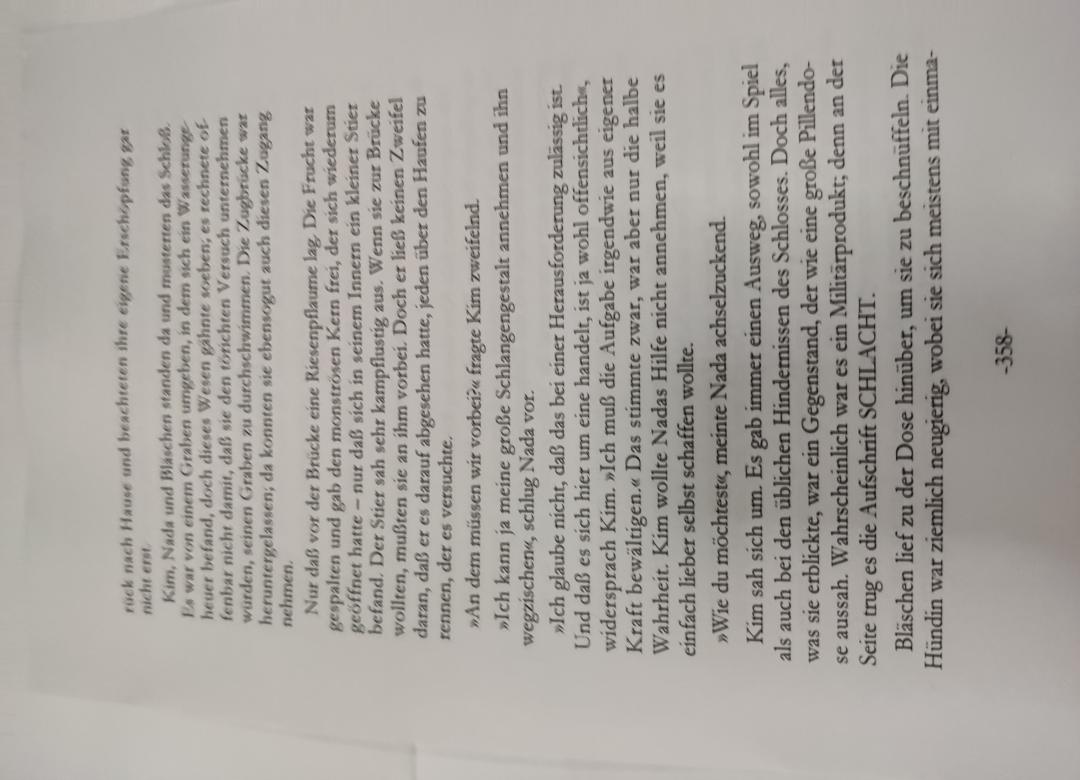 rück nach Hause und beachteten ihre eigene Erschöpfung gar
nicht erst.
Kim, Nada und Bläschen standen da und musterten das Schloß.
Es war von einem Graben umgeben, in dem sich ein Wasserunge-
heuer befand, doch dieses Wesen gähnte soeben; es rechnete of-
fenbar nicht damit, daß sie den törichten Versuch unternehmen
würden, seinen Graben zu durchschwimmen. Die Zugbrücke war
heruntergelassen; da konnten sie ebensogut auch diesen Zugang
nehmen.
Nur daß vor der Brücke eine Riesenpflaume lag. Die Frucht war
gespalten und gab den monströsen Kern frei, der sich wiederum
geöffnet hatte – nur daß sich in seinem Innern ein kleiner Stier
befand. Der Stier sah sehr kampflustig aus. Wenn sie zur Brücke
wollten, mußten sie an ihm vorbei. Doch er ließ keinen Zweifel
daran, daß er es darauf abgesehen hatte, jeden über den Haufen zu
rennen, der es versuchte.
»An dem müssen wir vorbei?« fragte Kim zweifelnd.
»Ich kann ja meine große Schlangengestalt annehmen und ihn
wegzischen«, schlug Nada vor.
»Ich glaube nicht, daß das bei einer Herausforderung zulässig ist.
Und daß es sich hier um eine handelt, ist ja wohl offensichtlich«,
widersprach Kim. »Ich muß die Aufgabe irgendwie aus eigener
Kraft bewältigen.« Das stimmte zwar, war aber nur die halbe
Wahrheit. Kim wollte Nadas Hilfe nicht annehmen, weil sie es
einfach lieber selbst schaffen wollte.
»Wie du möchtest«, meinte Nada achselzuckend.
Kim sah sich um. Es gab immer einen Ausweg, sowohl im Spiel
als auch bei den üblichen Hindernissen des Schlosses. Doch alles,
was sie erblickte, war ein Gegenstand, der wie eine große Pillendo-
se aussah. Wahrscheinlich war es ein Militärprodukt; denn an der
Seite trug es die Aufschrift SCHLACHT.
Bläschen lief zu der Dose hinüber, um sie zu beschnüffeln. Die
Hündin war ziemlich neugierig, wobei sie sich meistens mit einma-
-358-